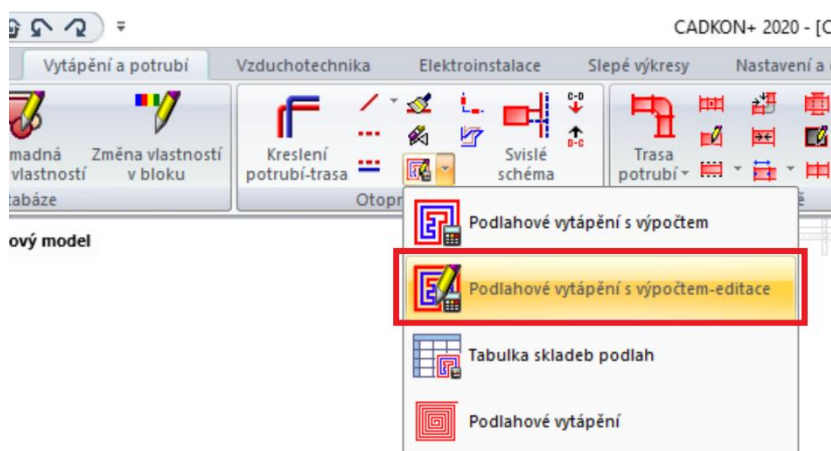 CADKON+ 2020 - [C
Vytápění a potrubí
Vzduchotechnika
Elektroinstalace
Slepé výkresy
Nastavení a
madná
vlastností
Změna vlastností
v bloku
Kreslení
potrubí-trasa
C-D
D-C
Svislé
schéma
Trasa
potrubí
tabáze
Otopr
ový model
Podlahové vytápění s výpočtem
Podlahové vytápění s výpočtem-editace
Tabulka skladeb podlah
Podlahové vytápění